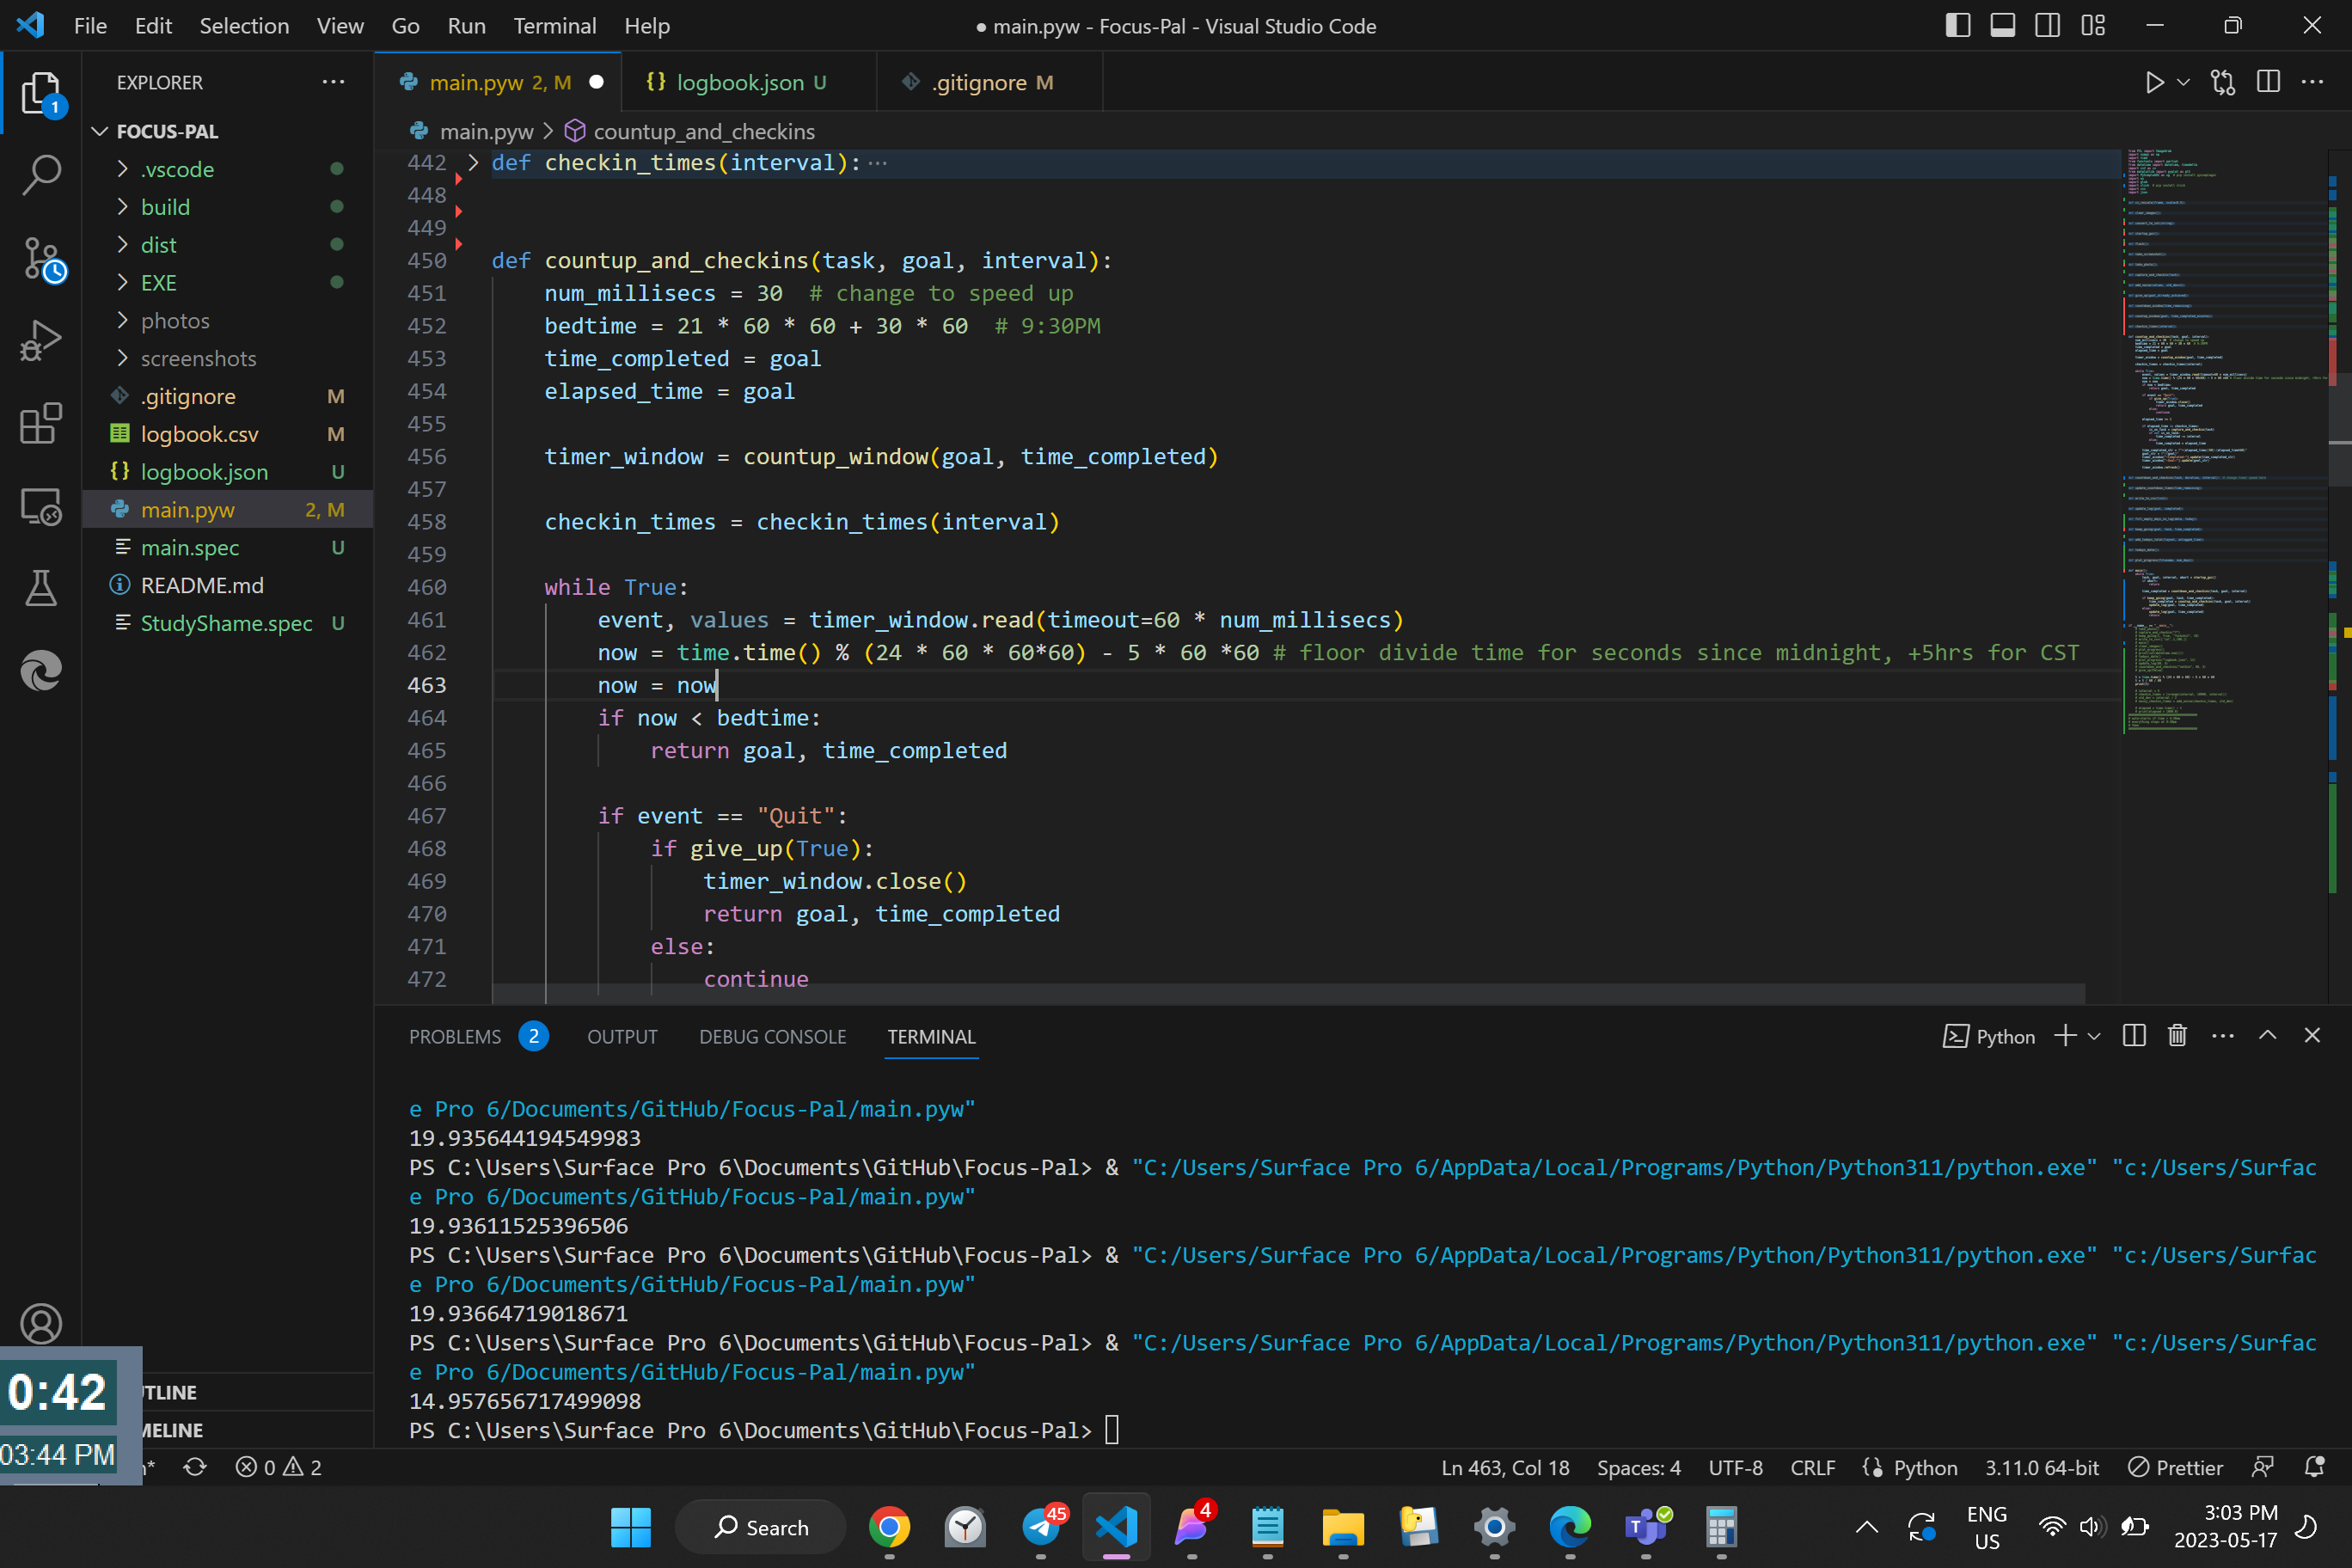 File Edit Selection View Go Run Terminal Help
● main.pyw - Focus-Pal - Visual Studio Code
EXPLORER
1
FOCUS-PAL
.vscode
build
dist
EXE
photos
screenshots
.gitignore M
logbook.csv M
logbook.json U
main.pyw 2, M
main.spec U
README.md
StudyShame.spec U
main.pyw 2, M
logbook.json U
.gitignore M
main.pyw > countup_and_checkins
442 def checkin_times(interval):···
448
449
450 def countup_and_checkins(task, goal, interval):
451 num_millisecs = 30  # change to speed up
452 bedtime = 21 * 60 * 60 + 30 * 60  # 9:30PM
453 time_completed = goal
454 elapsed_time = goal
455
456 timer_window = countup_window(goal, time_completed)
457
458 checkin_times = checkin_times(interval)
459
460 while True:
461 event, values = timer_window.read(timeout=60 * num_millisecs)
462 now = time.time() % (24 * 60 * 60*60) - 5 * 60 *60 # floor divide time for seconds since midnight, +5hrs for CST
463 now = now
464 if now < bedtime:
465 return goal, time_completed
466
467 if event == "Quit":
468 if give_up(True):
469 timer_window.close()
470 return goal, time_completed
471 else:
472 continue
PROBLEMS 2 OUTPUT DEBUG CONSOLE TERMINAL
Python
e Pro 6/Documents/GitHub/Focus-Pal/main.pyw"
19.935644194549983
PS C:\Users\Surface Pro 6\Documents\GitHub\Focus-Pal> & "C:/Users/Surface Pro 6/AppData/Local/Programs/Python/Python311/python.exe" "c:/Users/Surfac
e Pro 6/Documents/GitHub/Focus-Pal/main.pyw"
19.93611525396506
PS C:\Users\Surface Pro 6\Documents\GitHub\Focus-Pal> & "C:/Users/Surface Pro 6/AppData/Local/Programs/Python/Python311/python.exe" "c:/Users/Surfac
e Pro 6/Documents/GitHub/Focus-Pal/main.pyw"
19.93664719018671
PS C:\Users\Surface Pro 6\Documents\GitHub\Focus-Pal> & "C:/Users/Surface Pro 6/AppData/Local/Programs/Python/Python311/python.exe" "c:/Users/Surfac
e Pro 6/Documents/GitHub/Focus-Pal/main.pyw"
14.957656717499098
PS C:\Users\Surface Pro 6\Documents\GitHub\Focus-Pal>
0:42
03:44 PM
TLINE
MELINE
0 2
Ln 463, Col 18 Spaces: 4 UTF-8 CRLF Python 3.11.0 64-bit Prettier
Search
45
4
ENG
US
3:03 PM
2023-05-17